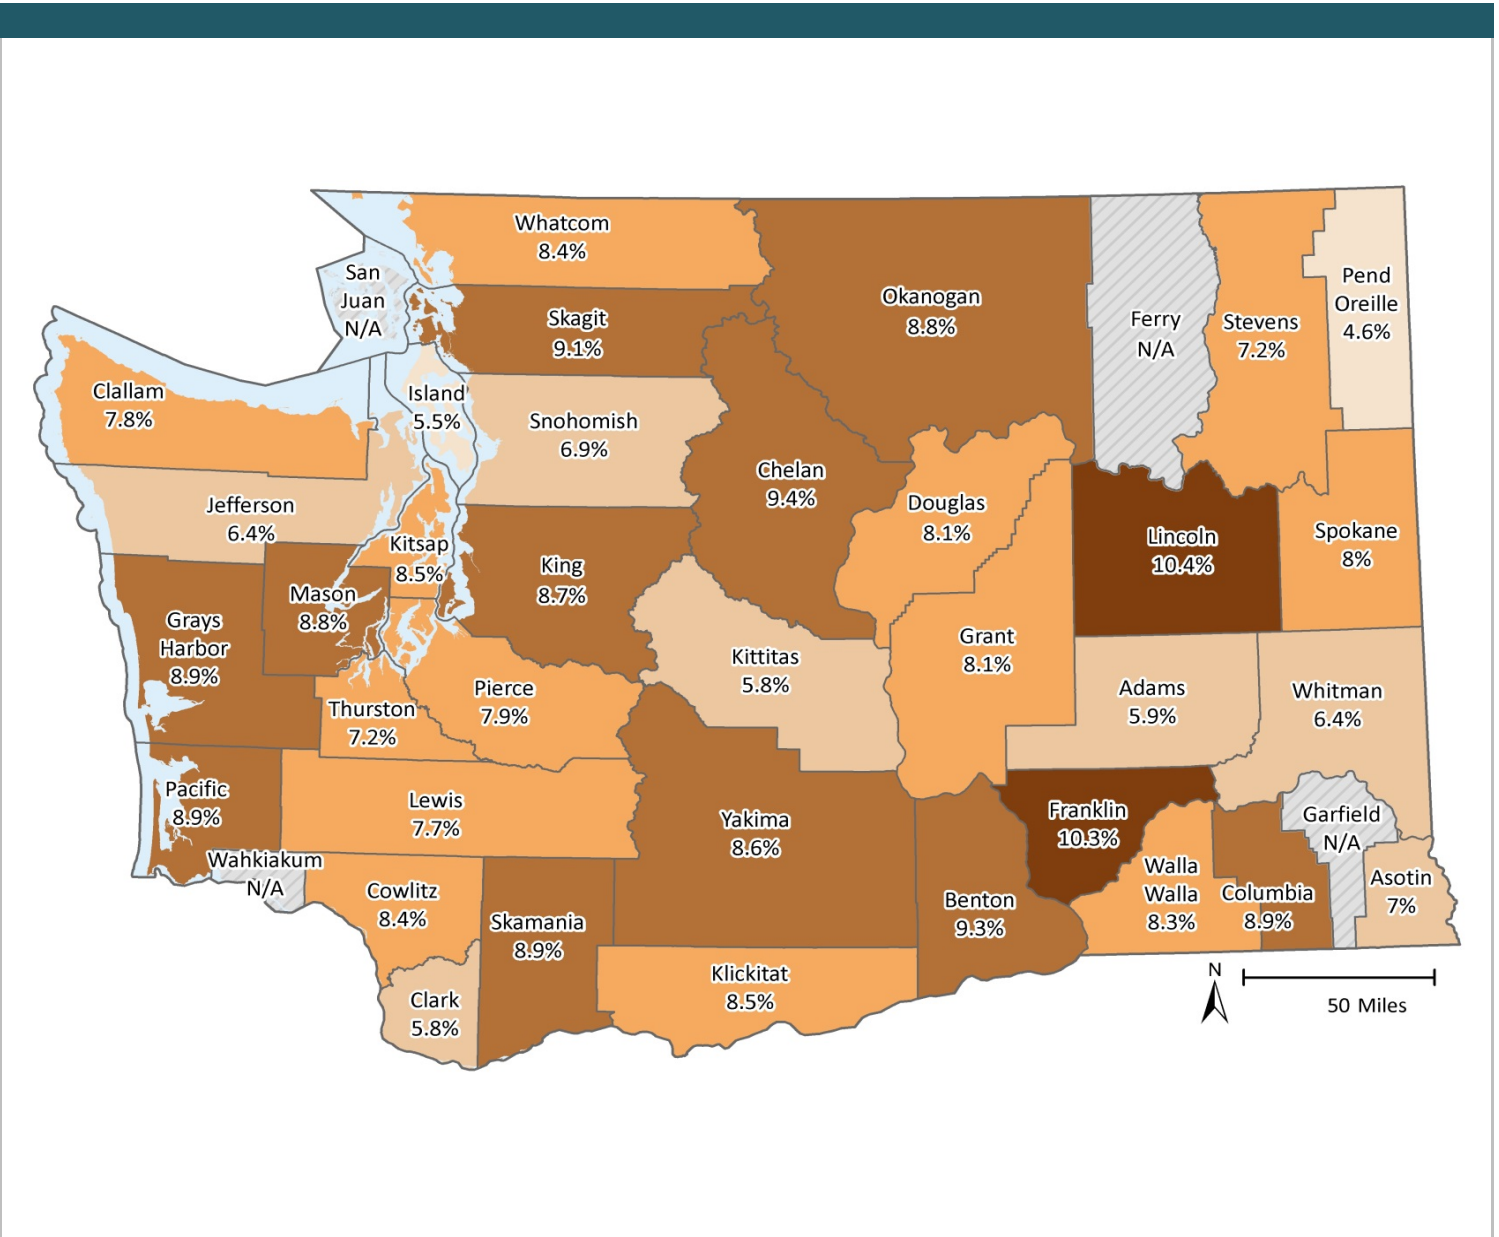 Whatcom
8.4%
San
Juan
N/A
Skagit
9.1%
Okanogan
8.8%
Ferry
N/A
Stevens
7.2%
Pend
Oreille
4.6%
Clallam
7.8%
Island
5.5%
Snohomish
6.9%
Chelan
9.4%
Douglas
8.1%
Lincoln
10.4%
Spokane
8%
Jefferson
6.4%
Kitsap
8.5%
King
8.7%
Mason
8.8%
Grays
Harbor
8.9%
Kittitas
5.8%
Grant
8.1%
Adams
5.9%
Whitman
6.4%
Pierce
7.9%
Thurston
7.2%
Pacific
8.9%
Lewis
7.7%
Yakima
8.6%
Franklin
10.3%
Garfield
N/A
Wahkiakum
N/A
Cowlitz
8.4%
Skamania
8.9%
Benton
9.3%
Walla
Walla
8.3%
Columbia
8.9%
Asotin
7%
Clark
5.8%
Klickitat
8.5%
N
50 Miles